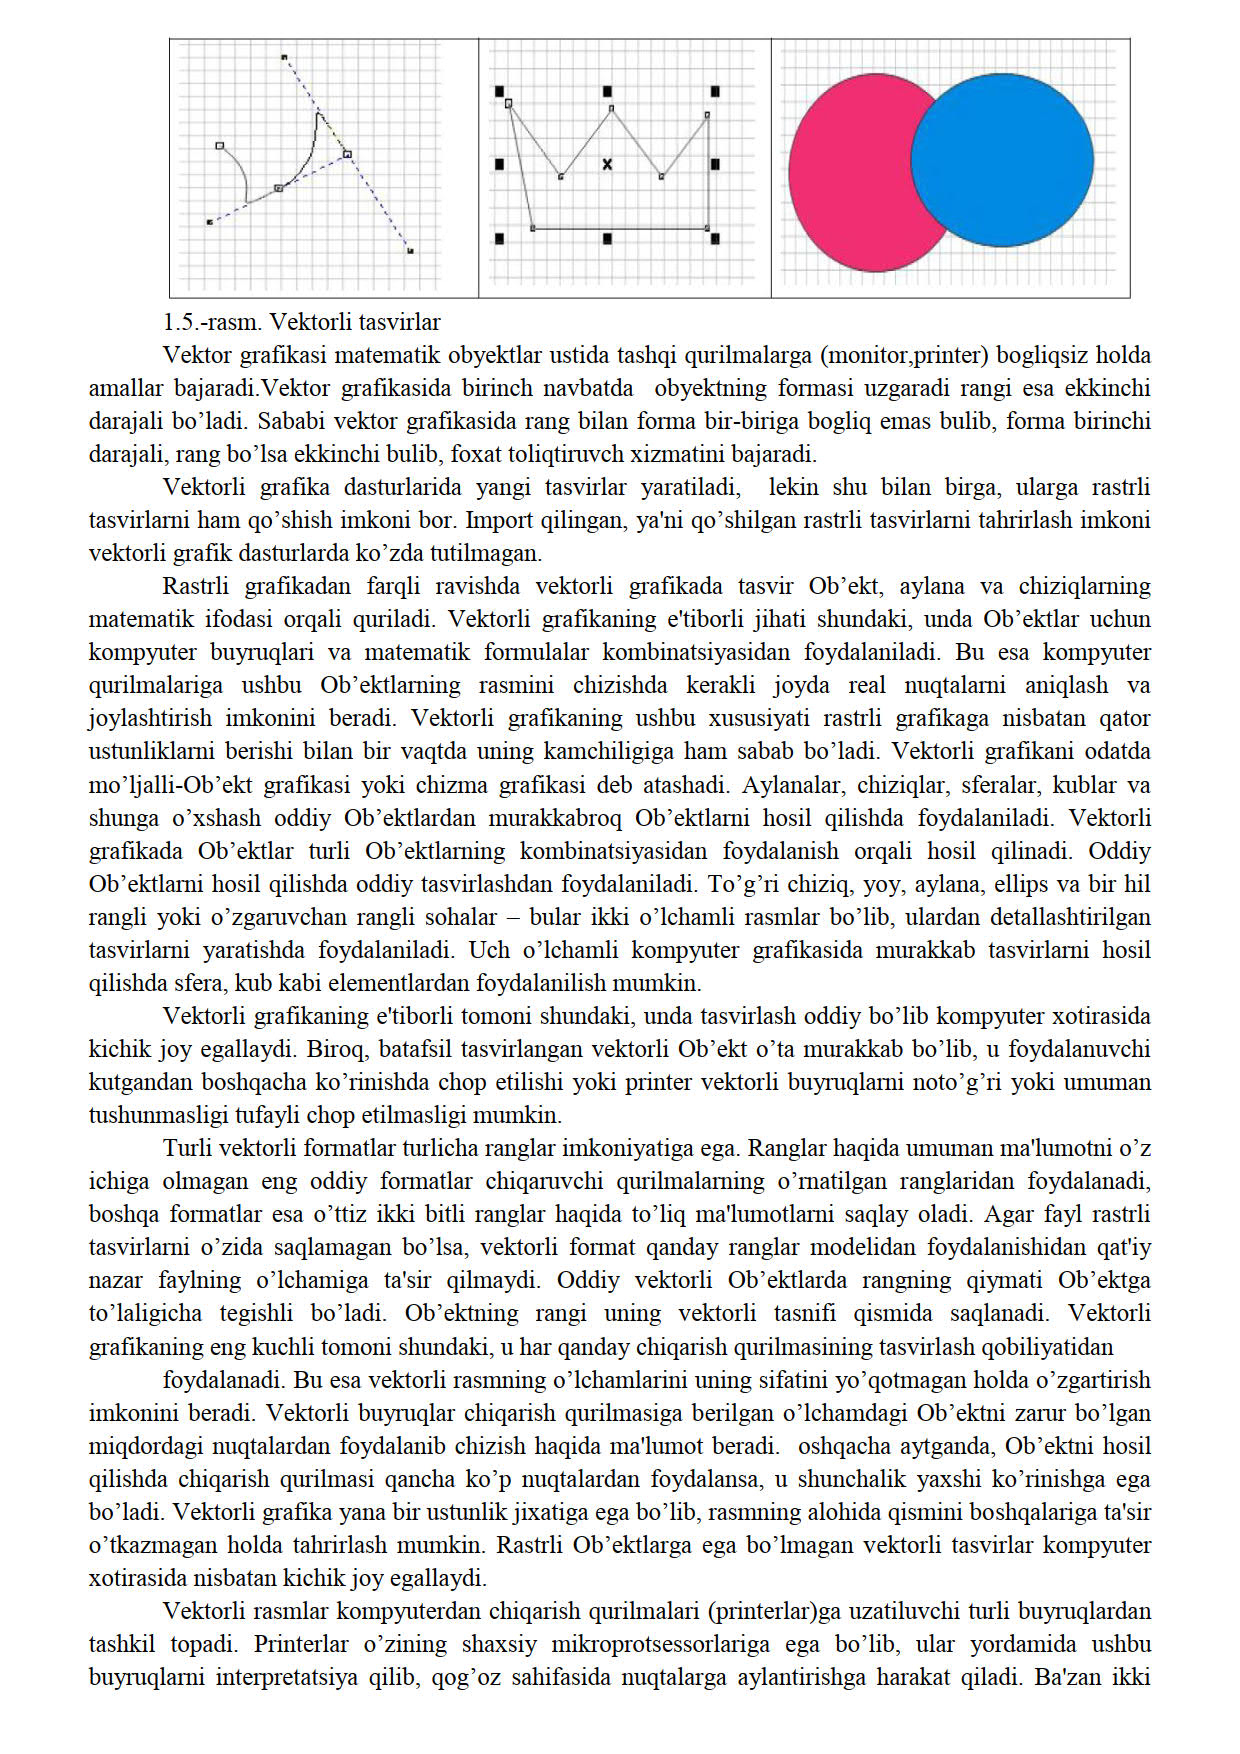 1.5.-rasm. Vektorli tasvirlar
Vektor grafikasi matematik obyektlar ustida tashqi qurilmalarga (monitor,printer) bogliqsiz holda
amallar bajaradi.Vektor grafikasida birinch navbatda obyektning formasi uzgaradi rangi esa ekkinchi
darajali bo’ladi. Sababi vektor grafikasida rang bilan forma bir-biriga bogliq emas bulib, forma birinchi
darajali, rang bo’lsa ekkinchi bulib, foxat toliqtiruvch xizmatini bajaradi.
Vektorli grafika dasturlarida yangi tasvirlar yaratiladi, lekin shu bilan birga, ularga rastrli
tasvirlarni ham qo’shish imkoni bor. Import qilingan, ya'ni qo’shilgan rastrli tasvirlarni tahrirlash imkoni
vektorli grafik dasturlarda ko’zda tutilmagan.
Rastrli grafikadan farqli ravishda vektorli grafikada tasvir Ob’ekt, aylana va chiziqlarning
matematik ifodasi orqali quriladi. Vektorli grafikaning e'tiborli jihati shundaki, unda Ob’ektlar uchun
kompyuter buyruqlari va matematik formulalar kombinatsiyasidan foydalaniladi. Bu esa kompyuter
qurilmalariga ushbu Ob’ektlarning rasmini chizishda kerakli joyda real nuqtalarni aniqlash va
joylashtirish imkonini beradi. Vektorli grafikaning ushbu xususiyati rastrli grafikaga nisbatan qator
ustunliklarni berishi bilan bir vaqtda uning kamchiligiga ham sabab bo’ladi. Vektorli grafikani odatda
mo’ljalli-Ob’ekt grafikasi yoki chizma grafikasi deb atashadi. Aylanalar, chiziqlar, sferalar, kublar va
shunga o’xshash oddiy Ob’ektlardan murakkabroq Ob’ektlarni hosil qilishda foydalaniladi. Vektorli
grafikada Ob’ektlar turli Ob’ektlarning kombinatsiyasidan foydalanish orqali hosil qilinadi. Oddiy
Ob’ektlarni hosil qilishda oddiy tasvirlashdan foydalaniladi. To’g’ri chiziq, yoy, aylana, ellips va bir hil
rangli yoki o’zgaruvchan rangli sohalar – bular ikki o’lchamli rasmlar bo’lib, ulardan detallashtirilgan
tasvirlarni yaratishda foydalaniladi. Uch o’lchamli kompyuter grafikasida murakkab tasvirlarni hosil
qilishda sfera, kub kabi elementlardan foydalanilish mumkin.
Vektorli grafikaning e'tiborli tomoni shundaki, unda tasvirlash oddiy bo’lib kompyuter xotirasida
kichik joy egallaydi. Biroq, batafsil tasvirlangan vektorli Ob’ekt o’ta murakkab bo’lib, u foydalanuvchi
kutgandan boshqacha ko’rinishda chop etilishi yoki printer vektorli buyruqlarni noto’g’ri yoki umuman
tushunmasligi tufayli chop etilmasligi mumkin.
Turli vektorli formatlar turlicha ranglar imkoniyatiga ega. Ranglar haqida umuman ma'lumotni o’z
ichiga olmagan eng oddiy formatlar chiqaruvchi qurilmalarning o’rnatilgan ranglaridan foydalanadi,
boshqa formatlar esa o’ttiz ikki bitli ranglar haqida to’liq ma'lumotlarni saqlay oladi. Agar fayl rastrli
tasvirlarni o’zida saqlamagan bo’lsa, vektorli format qanday ranglar modelidan foydalanishidan qat'iy
nazar faylning o’lchamiga ta'sir qilmaydi. Oddiy vektorli Ob’ektlarda rangning qiymati Ob’ektga
to’laligicha tegishli bo’ladi. Ob’ektning rangi uning vektorli tasnifi qismida saqlanadi. Vektorli
grafikaning eng kuchli tomoni shundaki, u har qanday chiqarish qurilmasining tasvirlash qobiliyatidan
foydalanadi. Bu esa vektorli rasmning o’lchamlarini uning sifatini yo’qotmagan holda o’zgartirish
imkonini beradi. Vektorli buyruqlar chiqarish qurilmasiga berilgan o’lchamdagi Ob’ektni zarur bo’lgan
miqdordagi nuqtalardan foydalanib chizish haqida ma'lumot beradi. oshqacha aytganda, Ob’ektni hosil
qilishda chiqarish qurilmasi qancha ko’p nuqtalardan foydalansa, u shunchalik yaxshi ko’rinishga ega
bo’ladi. Vektorli grafika yana bir ustunlik jixatiga ega bo’lib, rasmning alohida qismini boshqalariga ta'sir
o’tkazmagan holda tahrirlash mumkin. Rastrli Ob’ektlarga ega bo’lmagan vektorli tasvirlar kompyuter
xotirasida nisbatan kichik joy egallaydi.
Vektorli rasmlar kompyuterdan chiqarish qurilmalari (printerlar)ga uzatiluvchi turli buyruqlardan
tashkil topadi. Printerlar o’zining shaxsiy mikroprotsessorlariga ega bo’lib, ular yordamida ushbu
buyruqlarni interpretatsiya qilib, qog’oz sahifasida nuqtalarga aylantirishga harakat qiladi. Ba'zan ikki